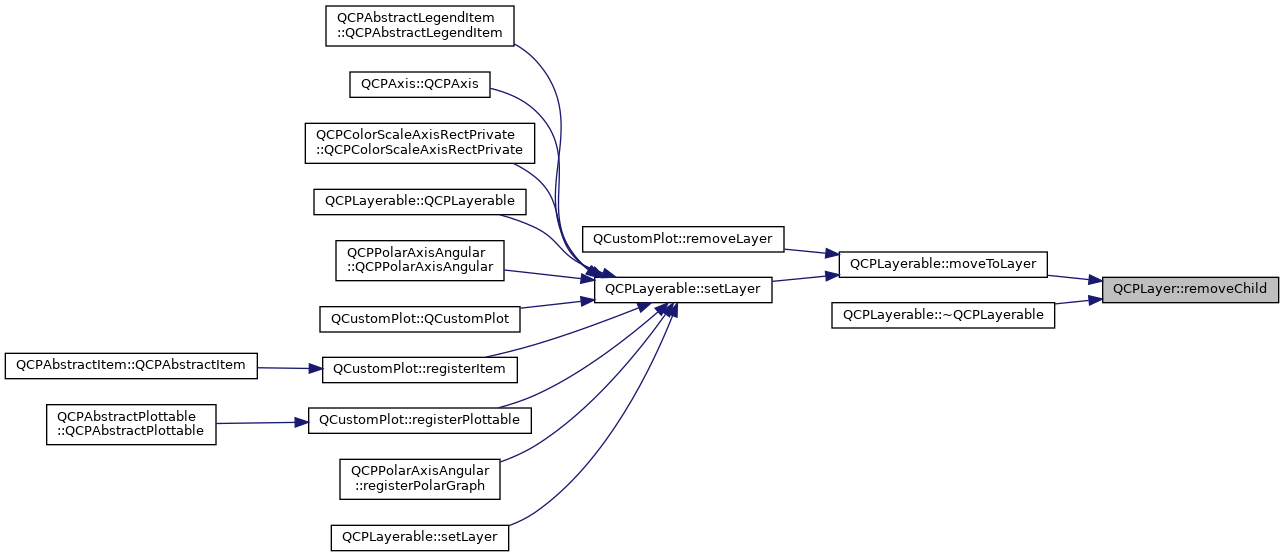 QCPAbstractLegendItem
::QCPAbstractLegendItem
QCPAxis::QCPAxis
QCPColorScaleAxisRectPrivate
::QCPColorScaleAxisRectPrivate
QCPLayerable::QCPLayerable
QCPPolarAxisAngular
::QCPPolarAxisAngular
QCustomPlot::QCustomPlot
QCPAbstractItem::QCPAbstractItem
QCustomPlot::registerItem
QCPAbstractPlottable
::QCPAbstractPlottable
QCustomPlot::registerPlottable
QCPPolarAxisAngular
::registerPolarGraph
QCPLayerable::setLayer
QCustomPlot::removeLayer
QCPLayerable::setLayer
QCPLayerable::moveToLayer
QCPLayerable::~QCPLayerable
QCPLayer::removeChild